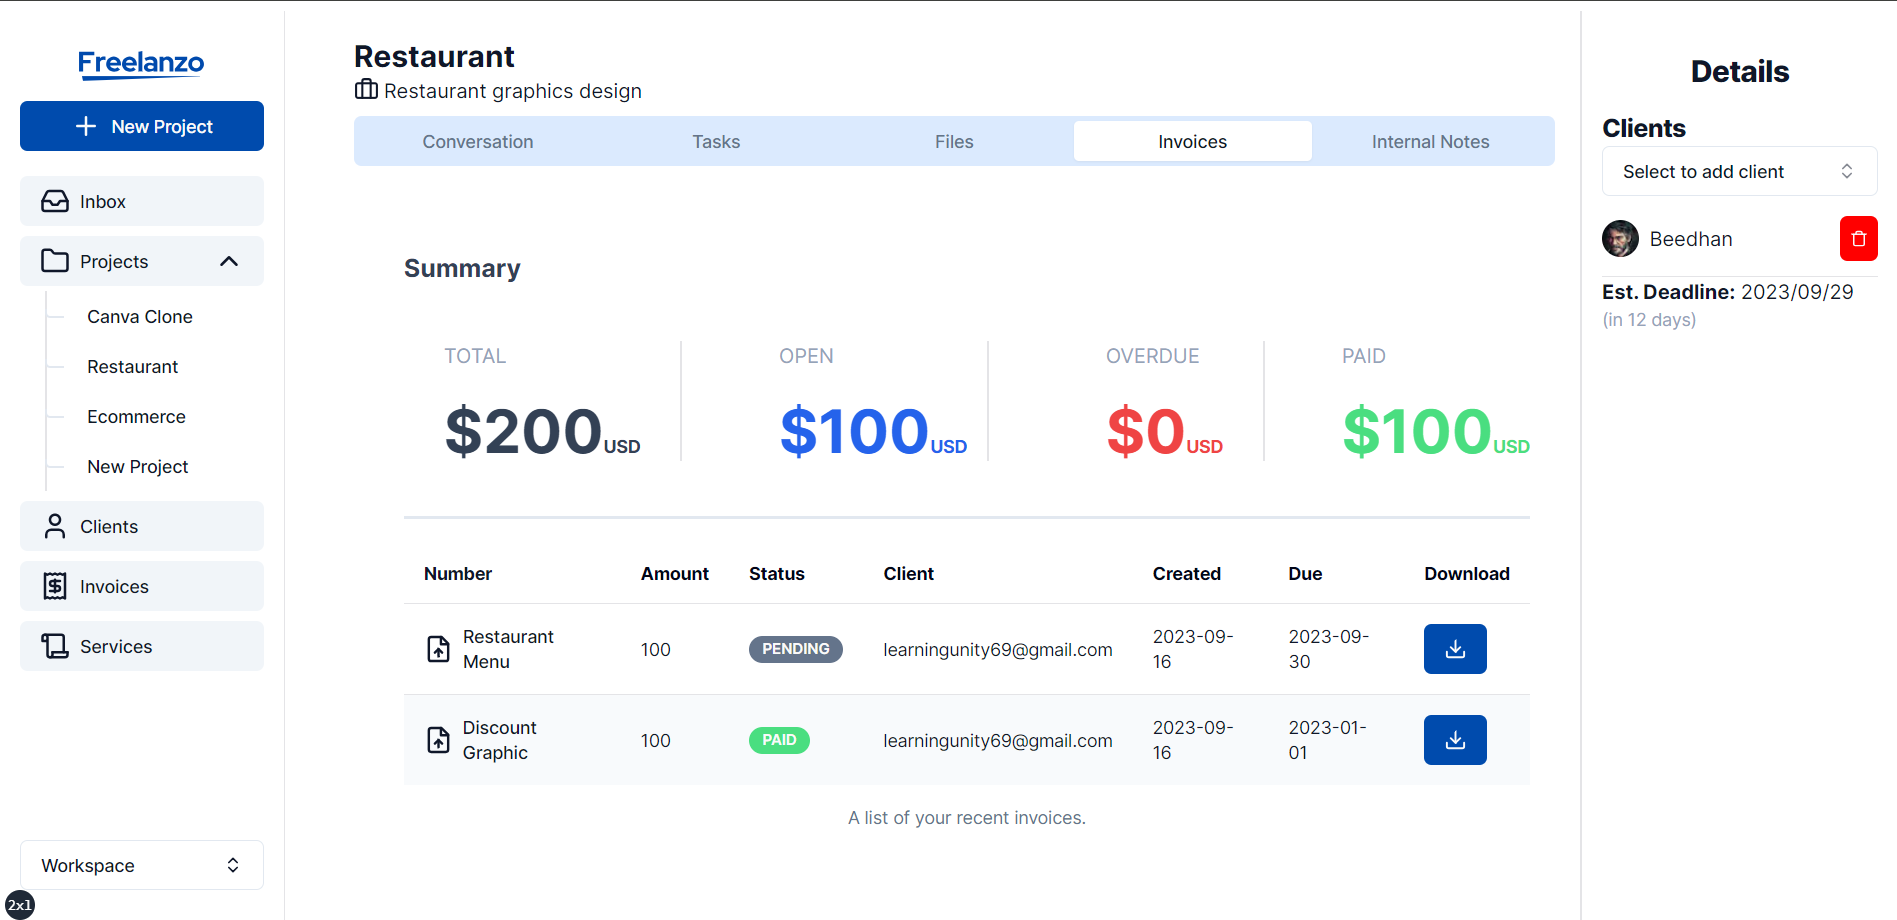 Freelanzo
New Project
Inbox
Projects
Canva Clone
Restaurant
Ecommerce
New Project
Clients
Invoices
Services
Workspace
2x1
Restaurant
Restaurant graphics design
Conversation
Tasks
Files
Invoices
Internal Notes
Summary
TOTAL
$200USD
OPEN
$100USD
OVERDUE
$0USD
PAID
$100USD
Number Amount Status Client Created Due Download
Restaurant
Menu
100
PENDING
learningunity69@gmail.com
2023-09-
16
2023-09-
30
Discount
Graphic
100
PAID
learningunity69@gmail.com
2023-09-
16
2023-01-
01
A list of your recent invoices.
Details
Clients
Select to add client
Beedhan
Est. Deadline: 2023/09/29
(in 12 days)